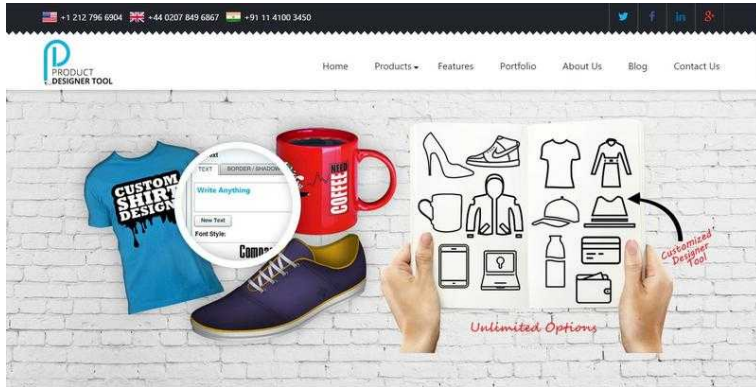 +1 212 796 6904 +44 0207 849 6867 +91 11 4100 3450
PRODUCT
DESIGNER TOOL
Home Products Features Portfolio About Us Blog Contact Us
CUSTOM
SHIRT
DESIGN
TEXT BORDER / SHADOW
Write Anything
New Text
Font Style:
NEED
COFFEE
Customized
Designer
Tool
Unlimited Options